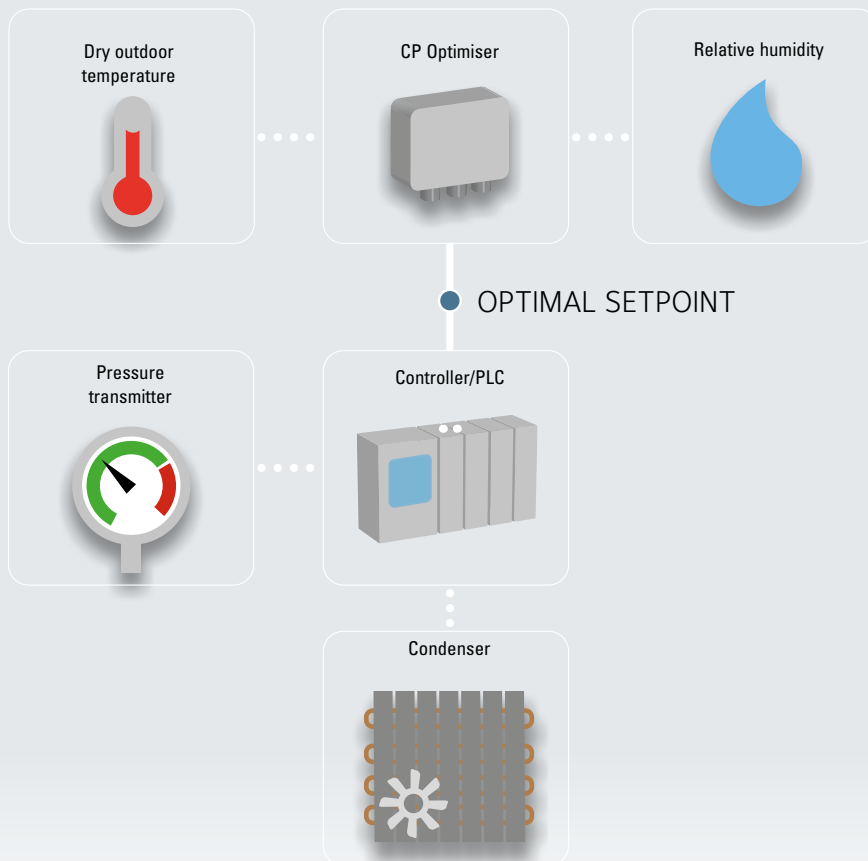 Dry outdoor
temperature
CP Optimiser
Relative humidity
OPTIMAL SETPOINT
Pressure
transmitter
Controller/PLC
Condenser